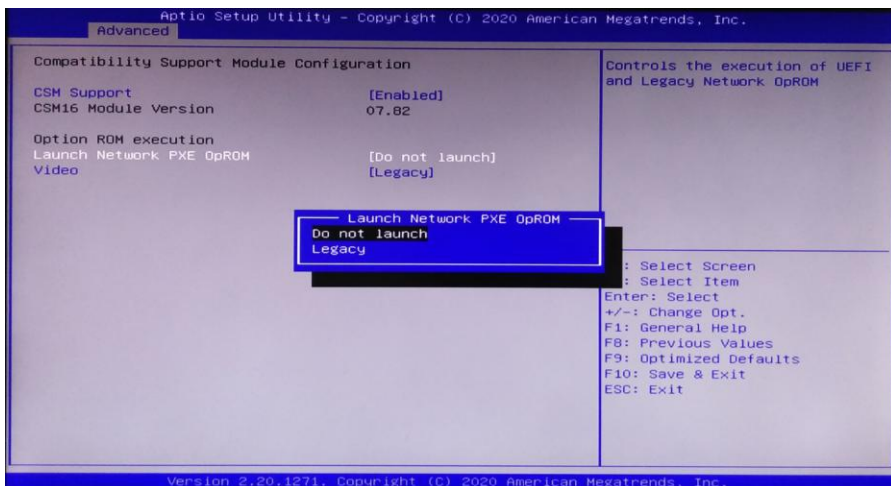 Aptio Setup Utility – Copyright (C) 2020 American Megatrends, Inc.
Advanced
Compatibility Support Module Configuration
CSM Support [Enabled]
CSM16 Module Version 07.82
Option ROM execution
Launch Network PXE OpROM [Do not launch]
Video [Legacy]
Launch Network PXE OpROM
Do not launch
Legacy
Controls the execution of UEFI
and Legacy Network OpROM
: Select Screen
: Select Item
Enter: Select
+/-: Change Opt.
F1: General Help
F8: Previous Values
F9: Optimized Defaults
F10: Save & Exit
ESC: Exit
Version 2.20.1271. Copyright (C) 2020 American Megatrends, Inc.